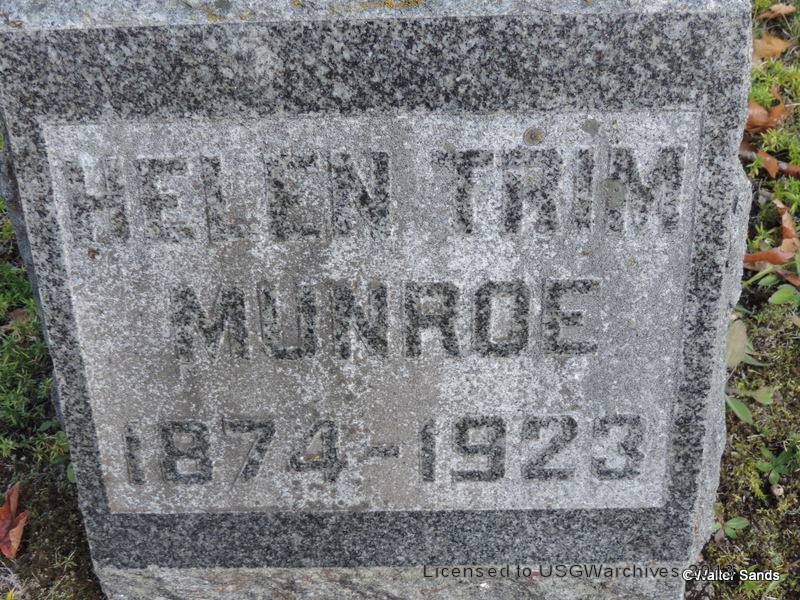 HELEN TRIM
MUNROE
1874-1923
Licensed to USGWarchives
©Walter Sands